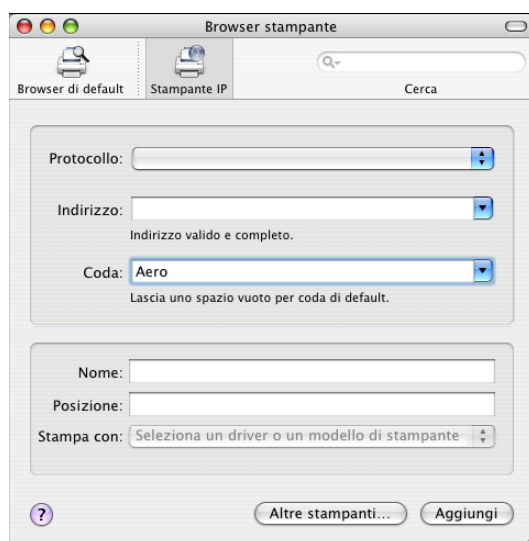 Browser stampante
Browser di default
Stampante IP
Cerca
Protocollo:
Indirizzo:
Indirizzo valido e completo.
Coda: Aero
Lascia uno spazio vuoto per coda di default.
Nome:
Posizione:
Stampa con: Seleziona un driver o un modello di stampante
?
Altre stampanti...
Aggiungi